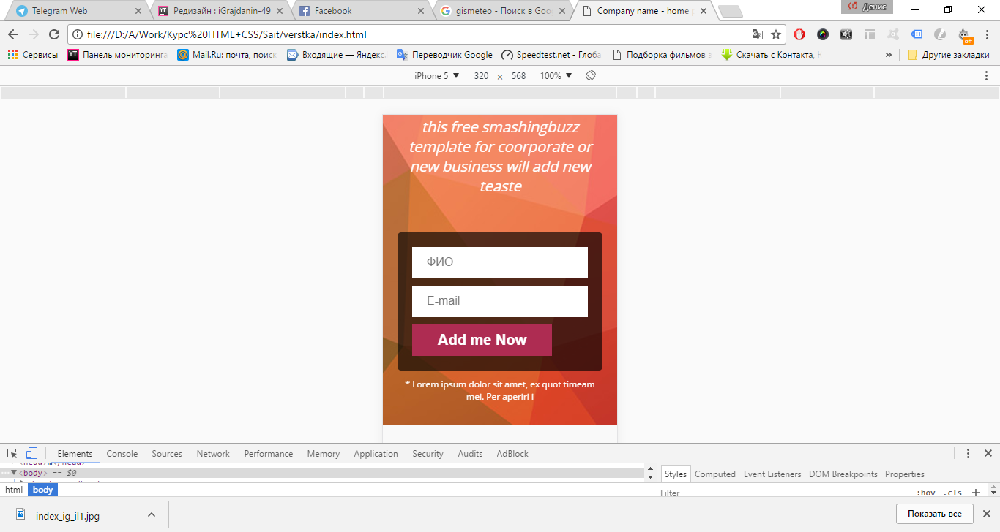 Telegram Web
Редизайн : iGrajdanin-49
Facebook
gismeteo - Поиск в Goo
Company name - home p
Денис
file:///D:/A/Work/Курс%20HTML+CSS/Sait/verstka/index.html
off
Сервисы
Панель мониторинга
Mail.Ru: почта, поиск
Входящие — Яндекс.
Переводчик Google
Speedtest.net - Глоба
Подборка фильмов з
Скачать с Контакта,
»
Другие закладки
iPhone 5 ▼ 320 × 568 100% ▼
this free smashingbuzz
template for coorporate or
new business will add new
teaste
ФИО
E-mail
Add me Now
* Lorem ipsum dolor sit amet, ex quot timeam
mei. Per aperiri i
Elements Console Sources Network Performance Memory Application Security Audits AdBlock
<body> == $0
html body
Styles Computed Event Listeners DOM Breakpoints Properties
Filter :hov .cls +
index_ig_il1.jpg
Показать все